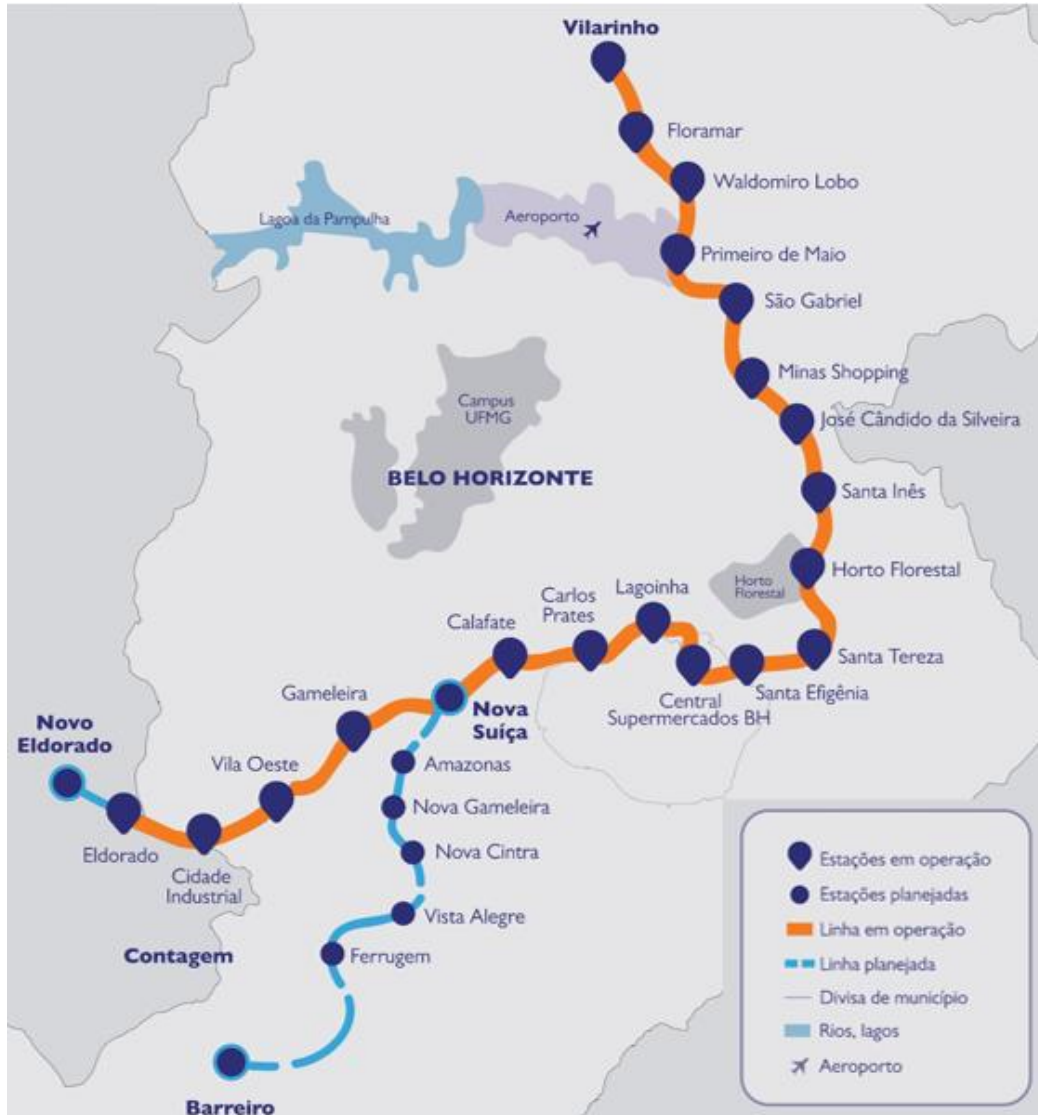 Vilarinho
Floramar
Waldomiro Lobo
Lagoa da Pampulha
Aeroporto
Primeiro de Maio
São Gabriel
Minas Shopping
Campus
UFMG
José Cândido da Silveira
BELO HORIZONTE
Santa Inês
Horto Florestal
Horto
Florestal
Lagoinha
Carlos
Prates
Calafate
Santa Tereza
Santa Efigênia
Central
Supermercados BH
Gameleira
Nova
Suíça
Novo
Eldorado
Vila Oeste
Amazonas
Nova Gameleira
Eldorado
Cidade
Industrial
Nova Cintra
Vista Alegre
Contagem
Ferrugem
Barreiro
Estações em operação
Estações planejadas
Linha em operação
Linha planejada
Divisa de município
Rios, lagos
Aeroporto